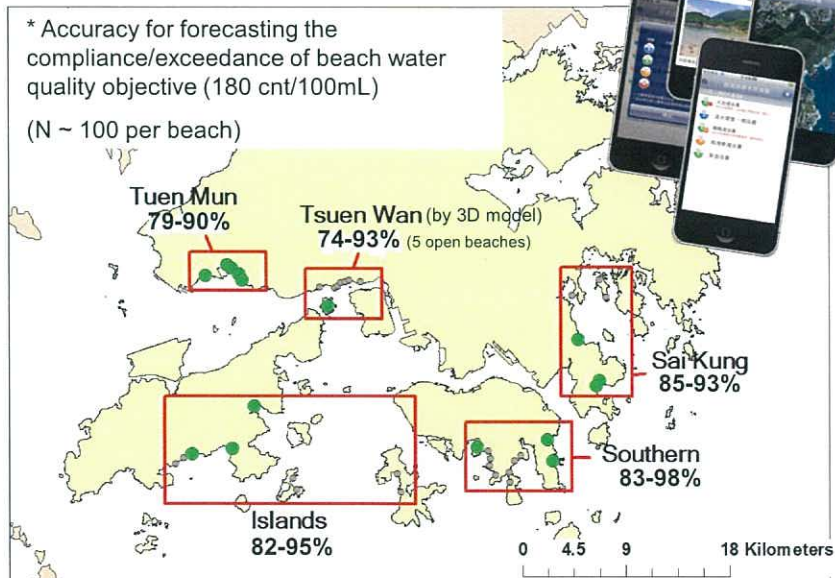 * Accuracy for forecasting the
compliance/exceedance of beach water
quality objective (180 cnt/100mL)
(N ~ 100 per beach)
Tuen Mun
79-90%
Tsuen Wan (by 3D model)
74-93% (5 open beaches)
Sai Kung
85-93%
Southern
83-98%
Islands
82-95%
0 4.5 9 18 Kilometers